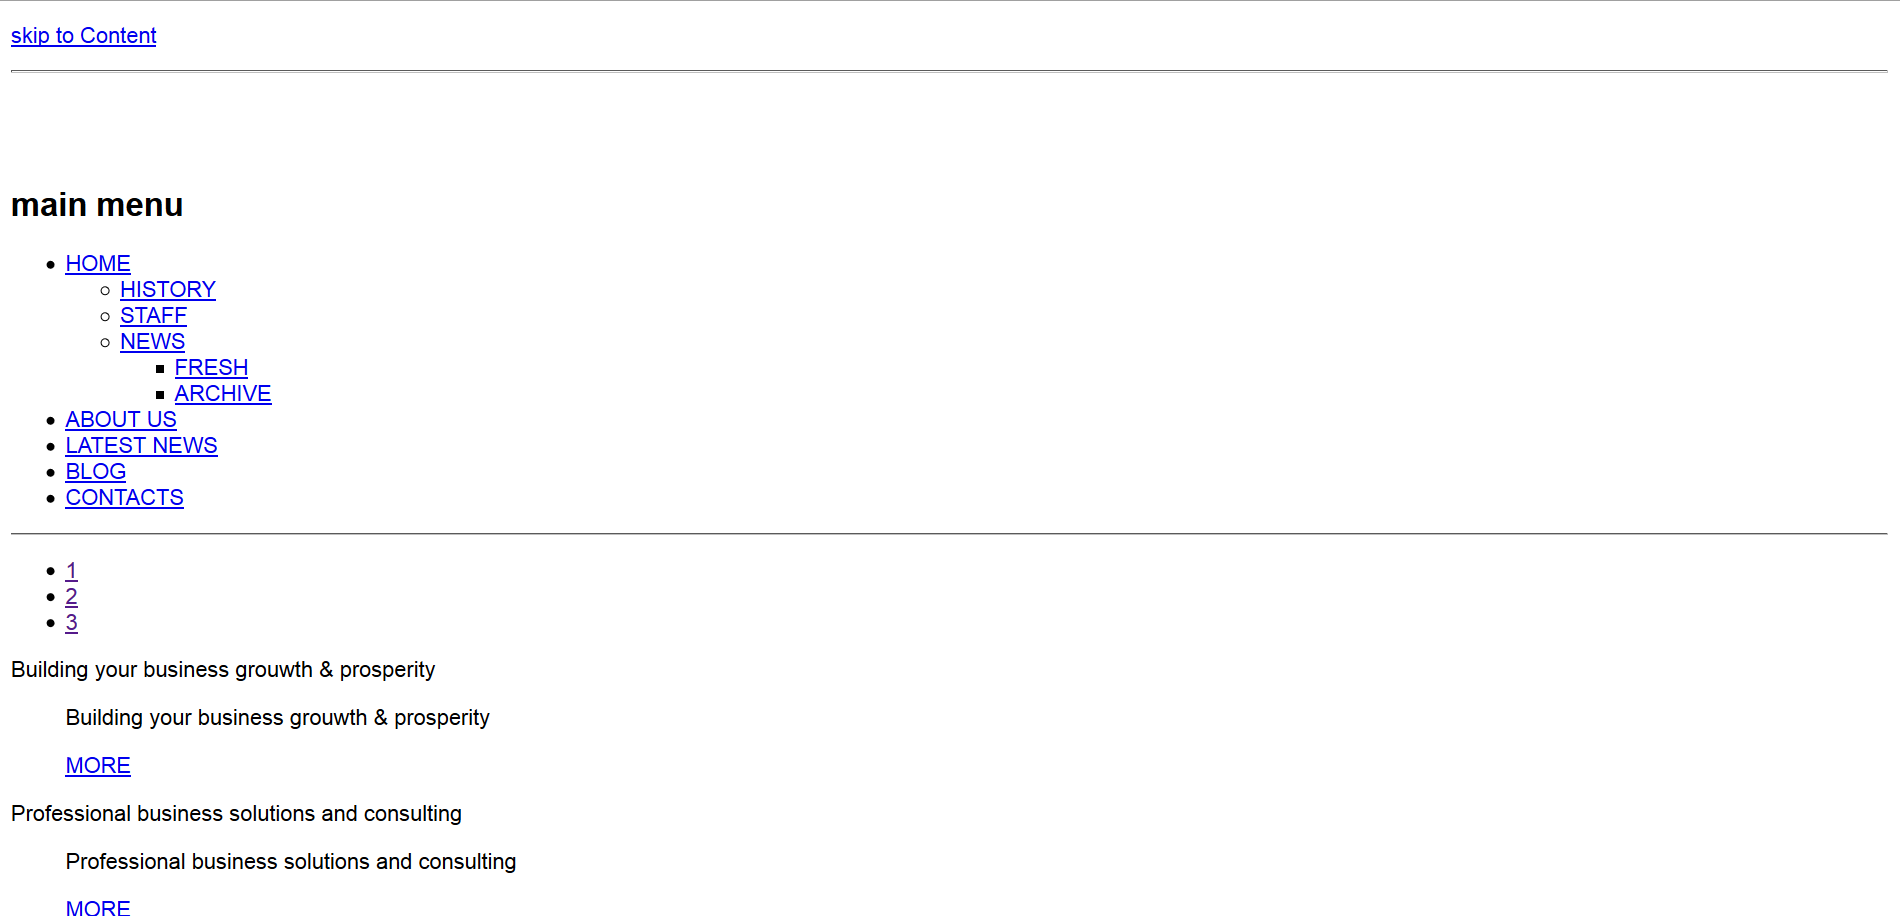 skip to Content
main menu
HOME
HISTORY
STAFF
NEWS
FRESH
ARCHIVE
ABOUT US
LATEST NEWS
BLOG
CONTACTS
1
2
3
Building your business grouwth & prosperity
Building your business grouwth & prosperity
MORE
Professional business solutions and consulting
Professional business solutions and consulting
MORE